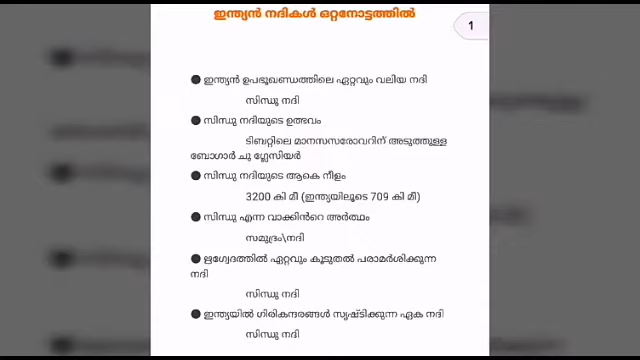 ഇന്ത്യൻ നദികൾ ഒറ്റനോട്ടത്തിൽ
1
● ഇന്ത്യൻ ഉപഭൂഖണ്ഡത്തിലെ ഏറ്റവും വലിയ നദി
സിന്ധു നദി
● സിന്ധു നദിയുടെ ഉത്ഭവം
ടിബറ്റിലെ മാനസസരോവറിന് അടുത്തുള്ള
ബോഗാർ ചു ഗ്ലേസിയർ
● സിന്ധു നദിയുടെ ആകെ നീളം
3200 കി മീ (ഇന്ത്യയിലൂടെ 709 കി മീ)
● സിന്ധു എന്ന വാക്കിൻറെ അർത്ഥം
സമുദ്രം\നദി
● ഋഗ്വേദത്തിൽ ഏറ്റവും കൂടുതൽ പരാമർശിക്കുന്ന
നദി
സിന്ധു നദി
● ഇന്ത്യയിൽ ഗിരികന്ദരങ്ങൾ സൃഷ്ടിക്കുന്ന ഏക നദി
സിന്ധു നദി